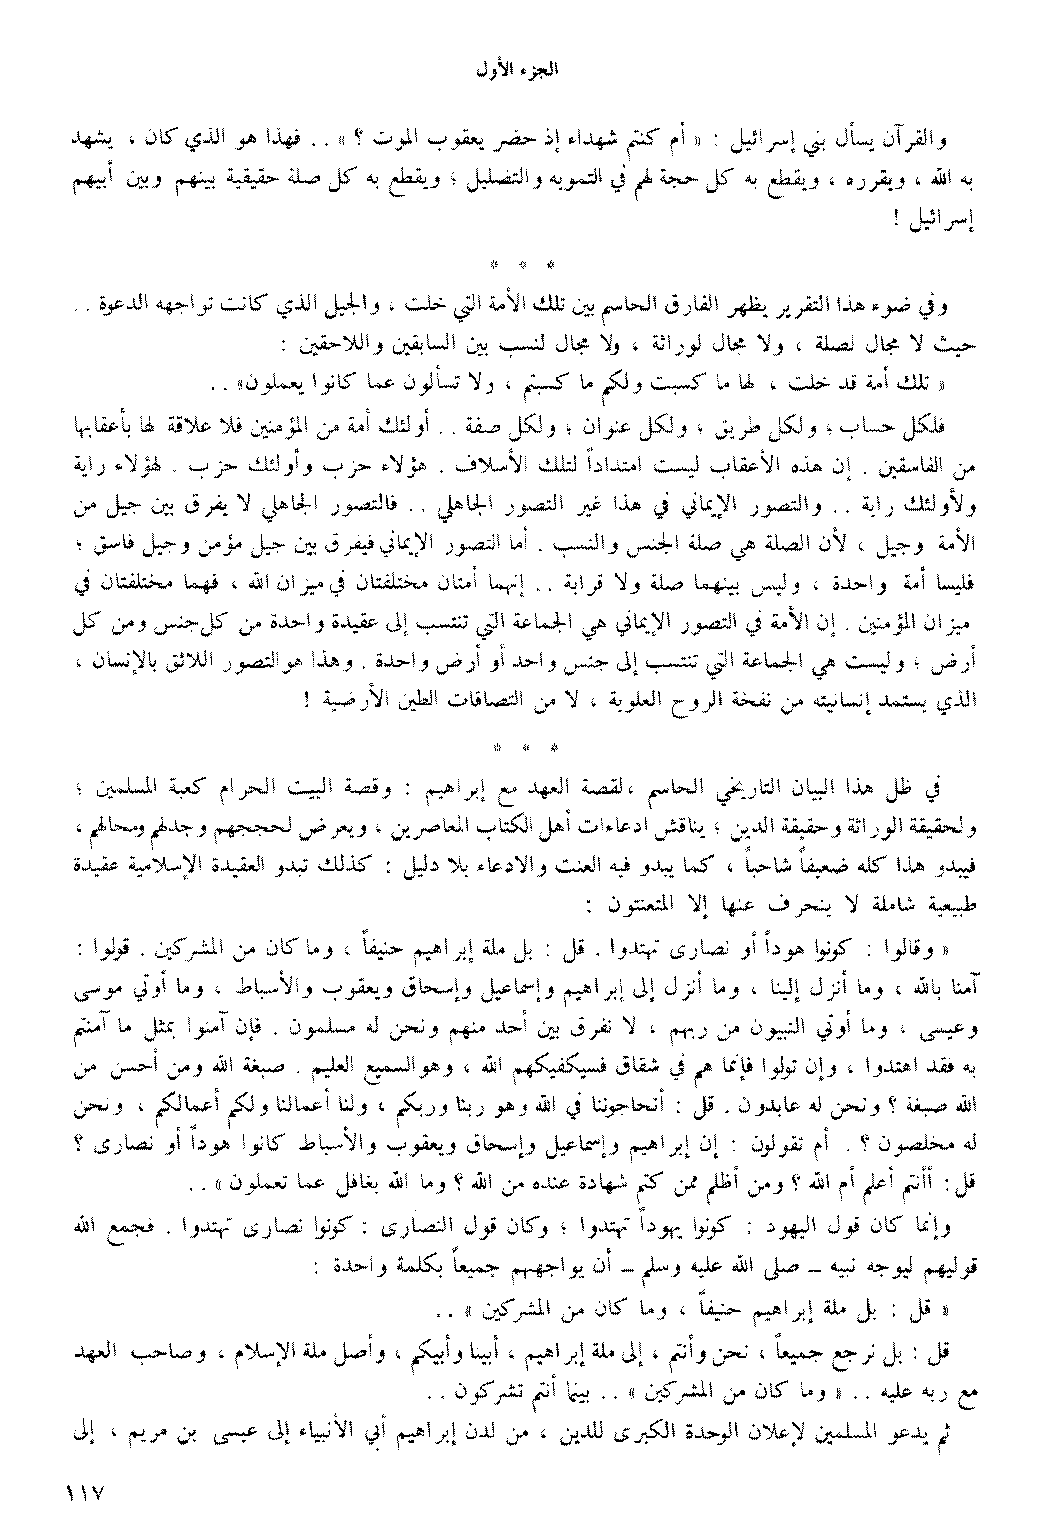 الجزء الأول
والقرآن يسأل بني إسرائيل : « أم كنتم شهداء إذ حضر يعقوب الموت ؟ » .. فهذا هو الذي كان ، يشهد
به الله ، ويقرره ، ويقطع به كل حجة لهم في التمويه والتضليل ؛ ويقطع به كل صلة حقيقية بينهم وبين أبيهم
إسرائيل !
* * *
وفي ضوء هذا التقرير يظهر الفارق الحاسم بين تلك الأمة التي خلت ، والجيل الذي كانت تواجهه الدعوة ..
حيث لا مجال لصلة ، ولا مجال لوراثة ، ولا مجال لنسب بين السابقين واللاحقين :
« تلك أمة قد خلت ، لها ما كسبت ولكم ما كسبتم ، ولا تسألون عما كانوا يعملون» ..
فلكل حساب ؛ ولكل طريق ؛ ولكل عنوان ؛ ولكل صفة .. أولئك أمة من المؤمنين فلا علاقة لها بأعقابها
من الفاسقين . إن هذه الأعقاب ليست امتداداً لتلك الأسلاف . هؤلاء حزب وأولئك حزب . لهؤلاء راية
ولأولئك راية .. والتصور الإيماني في هذا غير التصور الجاهلي .. فالتصور الجاهلي لا يفرق بين جيل من
الأمة وجيل ، لأن الصلة هي صلة الجنس والنسب . أما التصور الإيماني فيفرق بين جيل مؤمن وجيل فاسق ؛
فليسا أمة واحدة ، وليس بينهما صلة ولا قرابة .. إنهما أمتان مختلفتان في ميزان الله ، فهما مختلفتان في
ميزان المؤمنين . إن الأمة في التصور الإيماني هي الجماعة التي تنتسب إلى عقيدة واحدة من كل جنس ومن كل
أرض ؛ وليست هي الجماعة التي تنتسب إلى جنس واحد أو أرض واحدة . وهذا هو التصور اللائق بالإنسان ،
الذي يستمد إنسانيته من نفخة الروح العلوية ، لا من التصاقات الطين الأرضية !
* * *
في ظل هذا البيان التاريخي الحاسم ، لقصة العهد مع إبراهيم : وقصة البيت الحرام كعبة المسلمين ؛
ولحقيقة الوراثة وحقيقة الدين ؛ يناقش ادعاءات أهل الكتاب المعاصرين ، ويعرض لحججهم وجدلهم ومحالهم ،
فيبدو هذا كله ضعيفاً شاحباً ، كما يبدو فيه العنت والادعاء بلا دليل : كذلك تبدو العقيدة الإسلامية عقيدة
طبيعية شاملة لا ينحرف عنها إلا المتعنتون :
« وقالوا : كونوا هوداً أو نصارى تهتدوا . قل : بل ملة إبراهيم حنيفاً ، وما كان من المشركين . قولوا :
آمنا بالله ، وما أنزل إلينا ، وما أنزل إلى إبراهيم وإسماعيل وإسحاق ويعقوب والأسباط ، وما أوتي موسى
وعيسى ، وما أوتي النبيون من ربهم ، لا نفرق بين أحد منهم ونحن له مسلمون . فإن آمنوا بمثل ما آمنتم
به فقد اهتدوا ، وإن تولوا فإنما هم في شقاق فسيكفيكهم الله ، وهو السميع العليم . صبغة الله ومن أحسن من
الله صبغة ؟ ونحن له عابدون . قل : أتحاجوننا في الله وهو ربنا وربكم ، ولنا أعمالنا ولكم أعمالكم ، ونحن
له مخلصون ؟ . أم تقولون : إن إبراهيم وإسماعيل وإسحاق ويعقوب والأسباط كانوا هوداً أو نصارى ؟
قل : أأنتم أعلم أم الله ؟ ومن أظلم ممن كتم شهادة عنده من الله ؟ وما الله بغافل عما تعملون » ..
وإنما كان قول اليهود : كونوا يهوداً تهتدوا ؛ وكان قول النصارى : كونوا نصارى تهتدوا . فجمع الله
قوليهم ليوجه نبيه ــ صلى الله عليه وسلم ــ أن يواجههم جميعاً بكلمة واحدة :
« قل : بل ملة إبراهيم حنيفاً ، وما كان من المشركين » ..
قل : بل نرجع جميعاً ، نحن وأنتم ، إلى ملة إبراهيم ، أبينا وأبيكم ، وأصل ملة الإسلام ، وصاحب العهد
مع ربه عليه .. « وما كان من المشركين » .. بينما أنتم تشركون ..
ثم يدعو المسلمين لإعلان الوحدة الكبرى للدين ، من لدن إبراهيم أبي الأنبياء إلى عيسى بن مريم ، إلى
١١٧